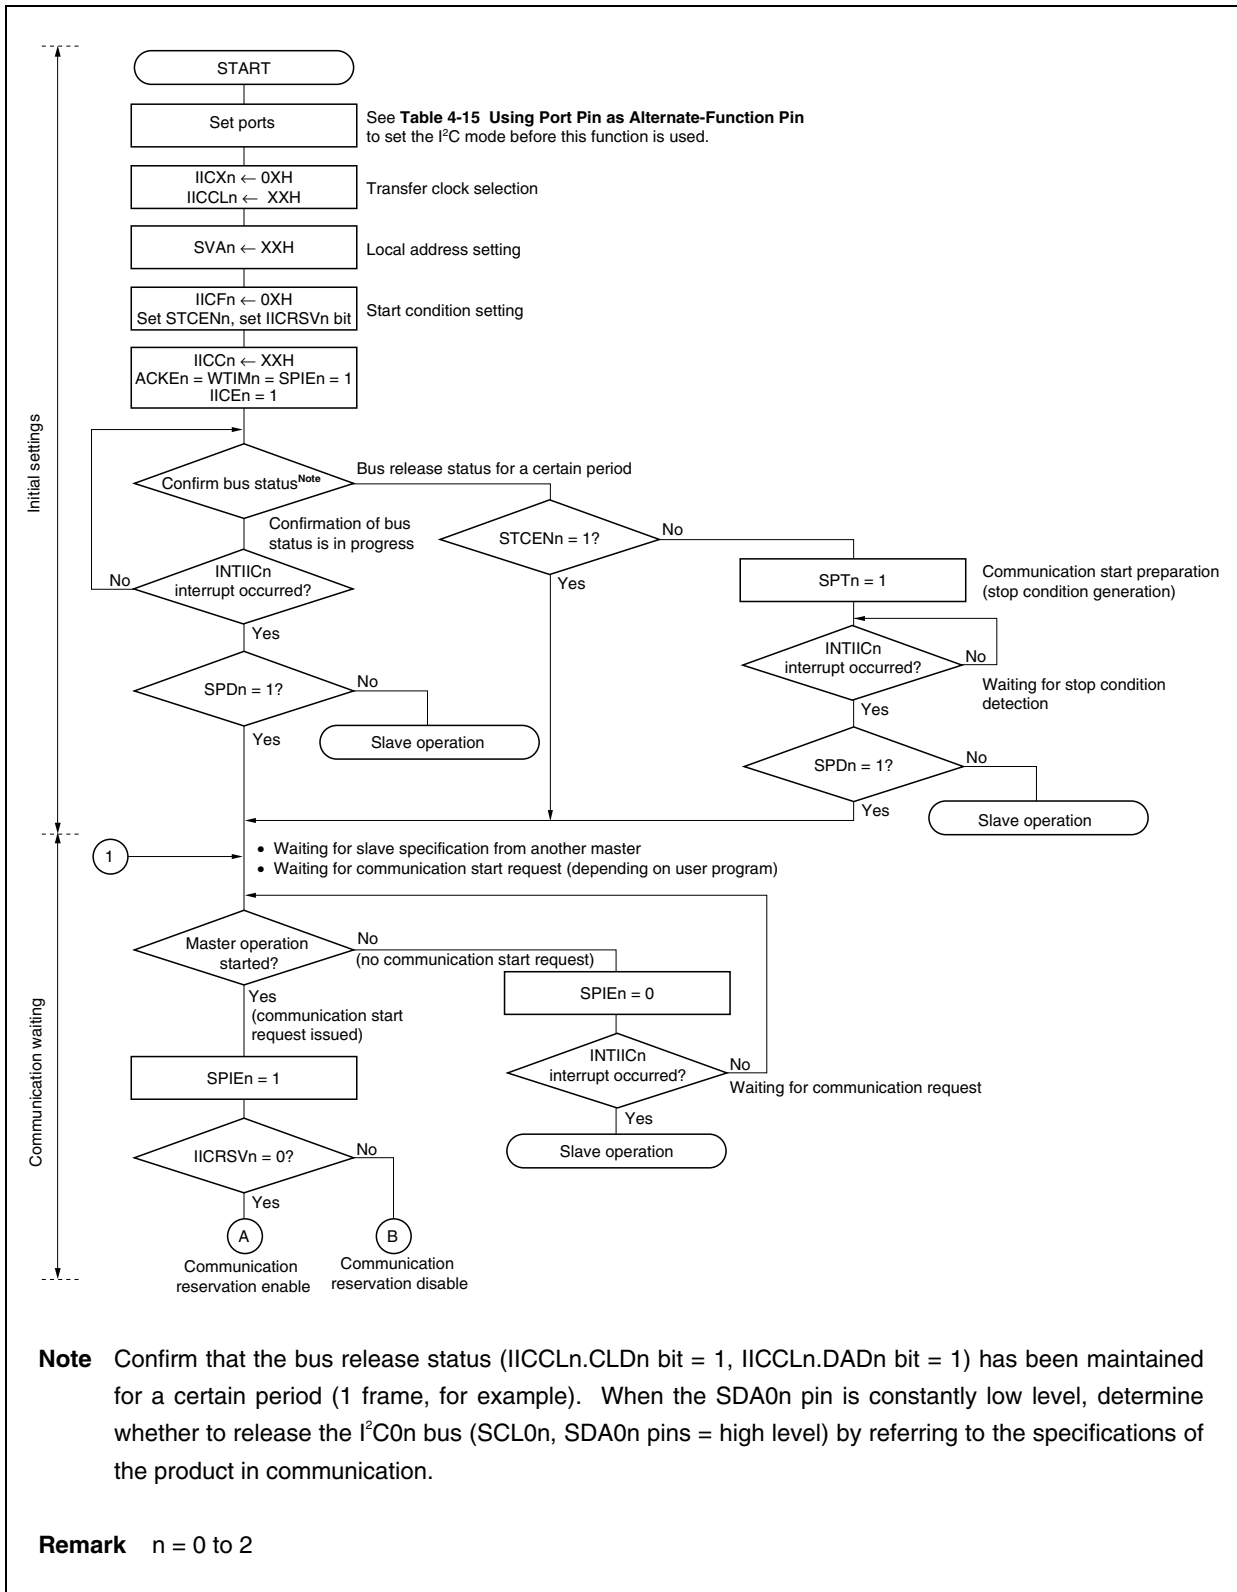 START
Set ports
See Table 4-15 Using Port Pin as Alternate-Function Pin
to set the I²C mode before this function is used.
IICXn ← 0XH
IICCLn ← XXH
Transfer clock selection
SVAn ← XXH
Local address setting
IICFn ← 0XH
Set STCENn, set IICRSVn bit
Start condition setting
IICCn ← XXH
ACKEn = WTIMn = SPIEn = 1
IICEn = 1
Initial settings
Confirm bus status^Note
Bus release status for a certain period
Confirmation of bus
status is in progress
STCENn = 1?
No
Yes
INTIICn
interrupt occurred?
No
Yes
SPTn = 1
Communication start preparation
(stop condition generation)
INTIICn
interrupt occurred?
No
Waiting for stop condition
detection
Yes
SPDn = 1?
No
Slave operation
Yes
SPDn = 1?
No
Yes
Slave operation
1
• Waiting for slave specification from another master
• Waiting for communication start request (depending on user program)
Communication waiting
Master operation
started?
No
(no communication start request)
Yes
(communication start
request issued)
SPIEn = 0
INTIICn
interrupt occurred?
No
Waiting for communication request
Yes
Slave operation
SPIEn = 1
IICRSVn = 0?
No
Yes
A
B
Communication
reservation enable
Communication
reservation disable
Note Confirm that the bus release status (IICCLn.CLDn bit = 1, IICCLn.DADn bit = 1) has been maintained
for a certain period (1 frame, for example). When the SDA0n pin is constantly low level, determine
whether to release the I²C0n bus (SCL0n, SDA0n pins = high level) by referring to the specifications of
the product in communication.
Remark n = 0 to 2